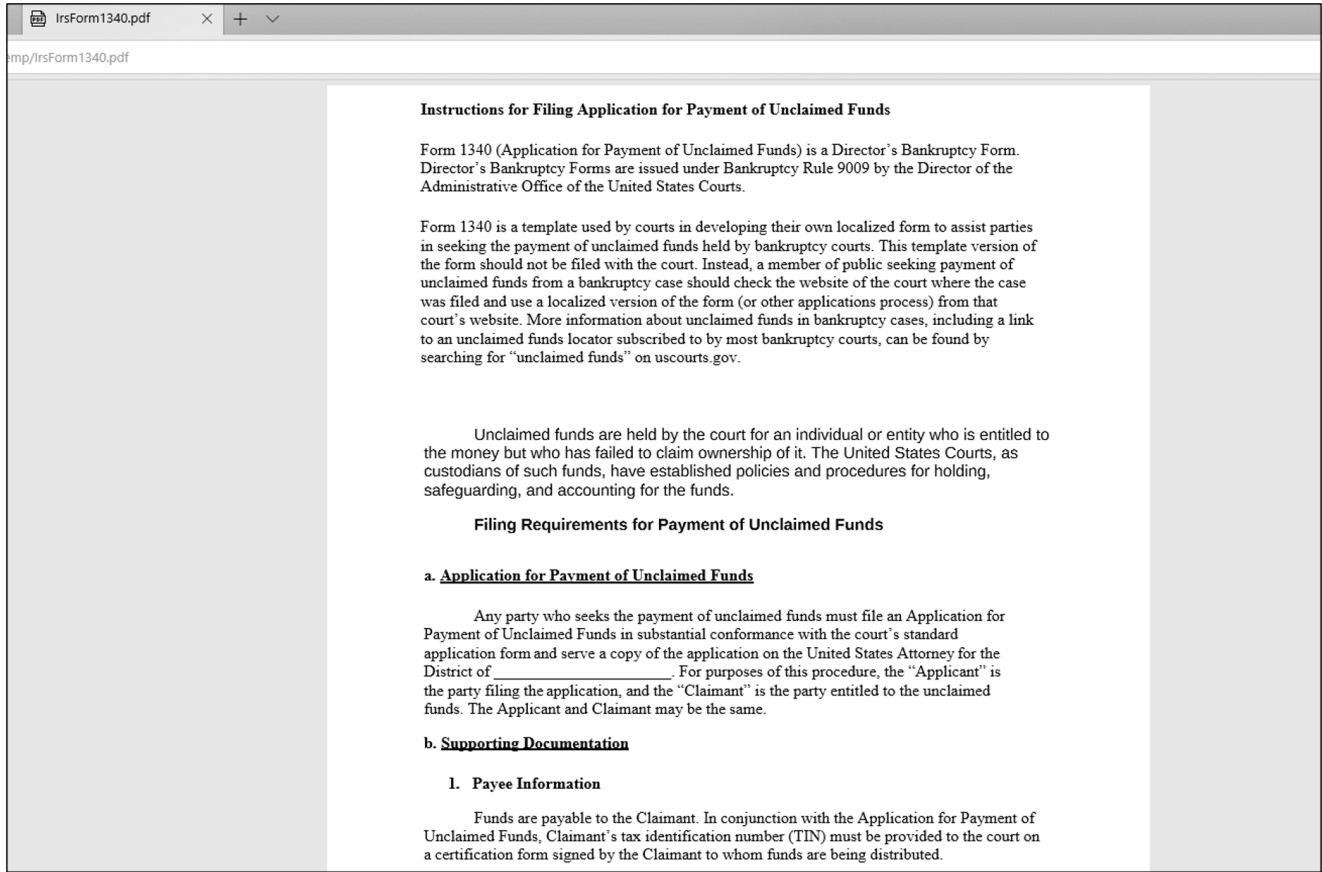 IrsForm1340.pdf
emp/IrsForm1340.pdf
Instructions for Filing Application for Payment of Unclaimed Funds
Form 1340 (Application for Payment of Unclaimed Funds) is a Director’s Bankruptcy Form.
Director’s Bankruptcy Forms are issued under Bankruptcy Rule 9009 by the Director of the
Administrative Office of the United States Courts.
Form 1340 is a template used by courts in developing their own localized form to assist parties
in seeking the payment of unclaimed funds held by bankruptcy courts. This template version of
the form should not be filed with the court. Instead, a member of public seeking payment of
unclaimed funds from a bankruptcy case should check the website of the court where the case
was filed and use a localized version of the form (or other applications process) from that
court’s website. More information about unclaimed funds in bankruptcy cases, including a link
to an unclaimed funds locator subscribed to by most bankruptcy courts, can be found by
searching for “unclaimed funds” on uscourts.gov.
Unclaimed funds are held by the court for an individual or entity who is entitled to
the money but who has failed to claim ownership of it. The United States Courts, as
custodians of such funds, have established policies and procedures for holding,
safeguarding, and accounting for the funds.
Filing Requirements for Payment of Unclaimed Funds
a. Application for Payment of Unclaimed Funds
Any party who seeks the payment of unclaimed funds must file an Application for
Payment of Unclaimed Funds in substantial conformance with the court’s standard
application form and serve a copy of the application on the United States Attorney for the
District of ______________________. For purposes of this procedure, the “Applicant” is
the party filing the application, and the “Claimant” is the party entitled to the unclaimed
funds. The Applicant and Claimant may be the same.
b. Supporting Documentation
1. Payee Information
Funds are payable to the Claimant. In conjunction with the Application for Payment of
Unclaimed Funds, Claimant’s tax identification number (TIN) must be provided to the court on
a certification form signed by the Claimant to whom funds are being distributed.